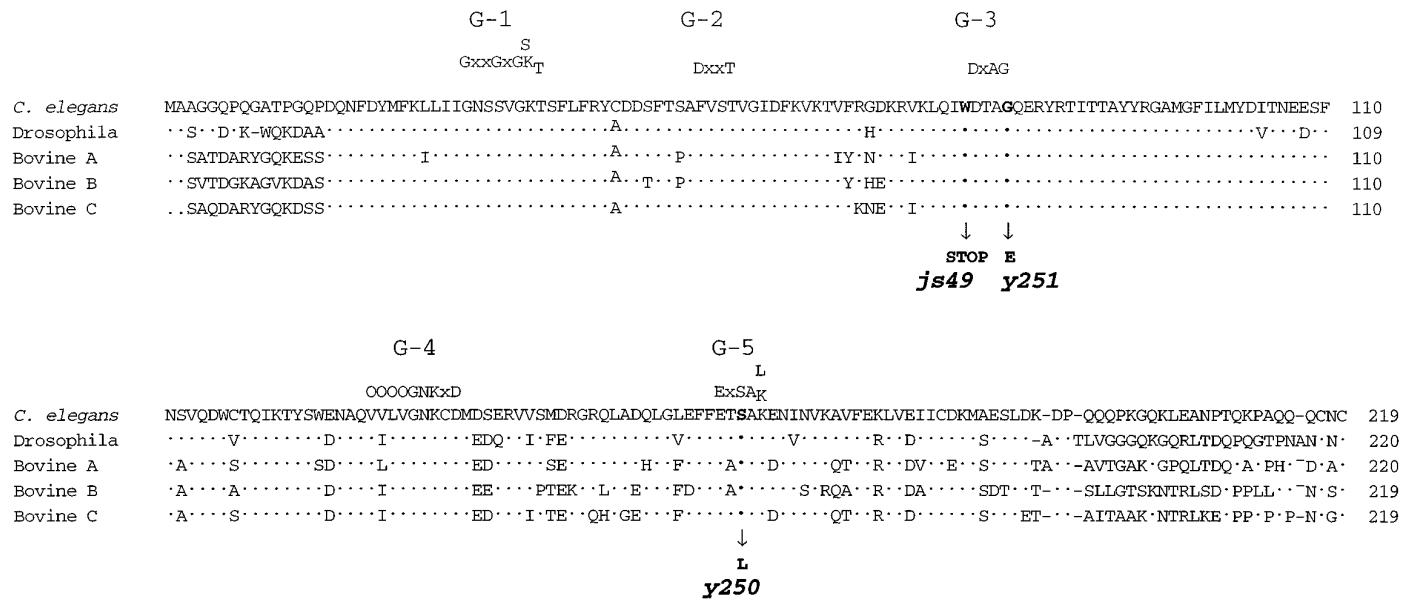 G-1 G-2 G-3
S
GxxGxGK DxxT DxAG
T
C. elegans MAAGGQPQGATPGQPDQNFDYMFKLLIIGNSSVGKTSFLFRYCDDSFTSAFVSTVGIDFKVKTVFRGDKRVKLQIWDTAGQERYRTITTAYYRGAMGFILMYDITNEESF 110
Drosophila ··S··D·K-WQKDAA···························A·······················H····································V···D·· 109
Bovine A ··SATDARYGQKESS·········I·················A·····P··············IY·N···I······································· 110
Bovine B ··SVTDGKAGVKDAS···························A··T··P···············Y·HE·········································· 110
Bovine C ..SAQDARYGQKDSS···························A······················KNE··I······································· 110
↓ ↓
STOP E
js49 y251
G-4 G-5
L
OOOOGNKxD ExSAK
C. elegans NSVQDWCTQIKTYSWENAQVVLVGNKCDMDSERVVSMDRGRQLADQLGLEFFETSAKENINVKAVFEKLVEIICDKMAESLDK-DP-QQQPKGQKLEANPTQKPAQQ-QCNC 219
Drosophila ······V········D····I········EDQ··I·FE··········V··········V·······R··D······S····-A·TLVGGGQKGQRLTDQPQGTPNAN·N· 220
Bovine A ·A····S·······SD····L········ED·····SE·······H··F····A···D·····QT··R··DV··E··S····TA··-AVTGAK·GPQLTDQ·A·PH·¯D·A 220
Bovine B ·A····A········D····I········EE····PTEK··L··E···FD···A······S·RQA··R··DA·····SDT·T-··-SLLGTSKNTRLSD·PPLL·¯N·S 219
Bovine C ·A····S········D····I········ED···I·TE··QH·GE···F········D·····QT··R··D······S···ET-··-AITAAK·NTRLKE·PP·P·P-N·G· 219
↓
L
y250